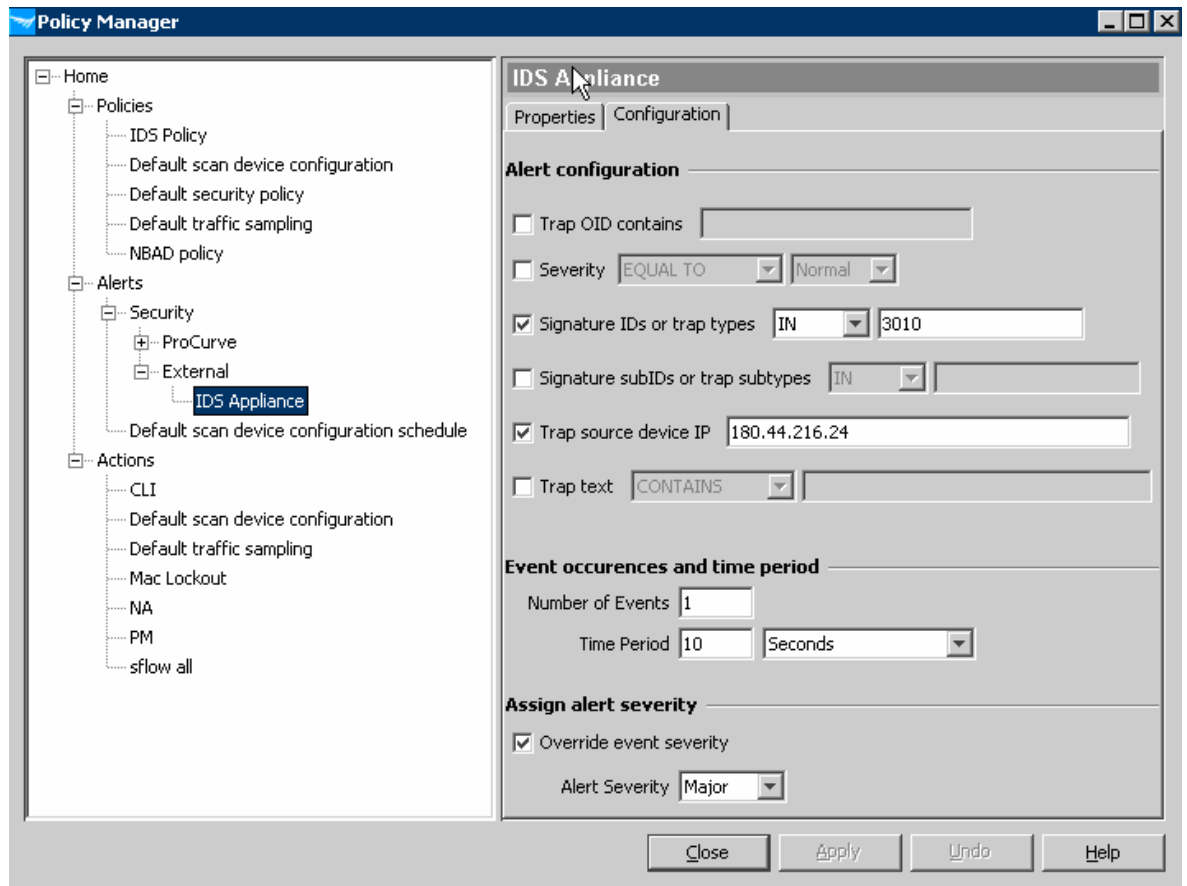 Policy Manager
Home
Policies
IDS Policy
Default scan device configuration
Default security policy
Default traffic sampling
NBAD policy
Alerts
Security
ProCurve
External
IDS Appliance
Default scan device configuration schedule
Actions
CLI
Default scan device configuration
Default traffic sampling
Mac Lockout
NA
PM
sflow all
IDS Appliance
Properties Configuration
Alert configuration
Trap OID contains
Severity EQUAL TO Normal
Signature IDs or trap types IN 3010
Signature subIDs or trap subtypes IN
Trap source device IP 180.44.216.24
Trap text CONTAINS
Event occurences and time period
Number of Events 1
Time Period 10 Seconds
Assign alert severity
Override event severity
Alert Severity Major
Close Apply Undo Help